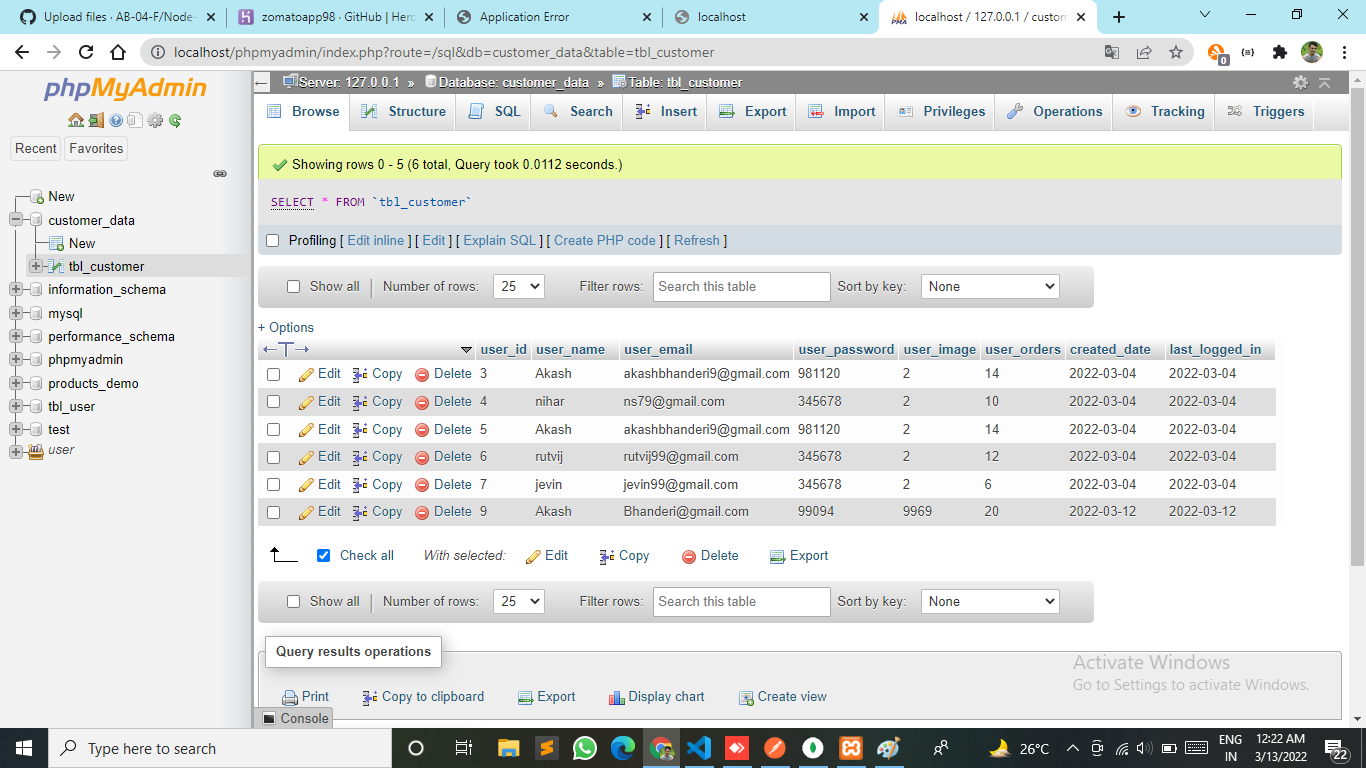 Upload files · AB-04-F/Node-
zomatoapp98 · GitHub | Hero
Application Error
localhost
localhost / 127.0.0.1 / custom
localhost/phpmyadmin/index.php?route=/sql&db=customer_data&table=tbl_customer
0
phpMyAdmin
Recent Favorites
New
customer_data
New
tbl_customer
information_schema
mysql
performance_schema
phpmyadmin
products_demo
tbl_user
test
user
Server: 127.0.0.1 » Database: customer_data » Table: tbl_customer
Browse Structure SQL Search Insert Export Import Privileges Operations Tracking Triggers
Showing rows 0 - 5 (6 total, Query took 0.0112 seconds.)
SELECT * FROM `tbl_customer`
Profiling [ Edit inline ] [ Edit ] [ Explain SQL ] [ Create PHP code ] [ Refresh ]
Show all | Number of rows: 25 Filter rows: Search this table Sort by key: None
+ Options
user_id user_name user_email user_password user_image user_orders created_date last_logged_in
Edit Copy Delete 3 Akash akashbhanderi9@gmail.com 981120 2 14 2022-03-04 2022-03-04
Edit Copy Delete 4 nihar ns79@gmail.com 345678 2 10 2022-03-04 2022-03-04
Edit Copy Delete 5 Akash akashbhanderi9@gmail.com 981120 2 14 2022-03-04 2022-03-04
Edit Copy Delete 6 rutvij rutvij99@gmail.com 345678 2 12 2022-03-04 2022-03-04
Edit Copy Delete 7 jevin jevin99@gmail.com 345678 2 6 2022-03-04 2022-03-04
Edit Copy Delete 9 Akash Bhanderi@gmail.com 99094 9969 20 2022-03-12 2022-03-12
Check all With selected: Edit Copy Delete Export
Show all | Number of rows: 25 Filter rows: Search this table Sort by key: None
Query results operations
Print Copy to clipboard Export Display chart Create view
Console
Activate Windows
Go to Settings to activate Windows.
Type here to search
26°C
ENG
IN
12:22 AM
3/13/2022
22